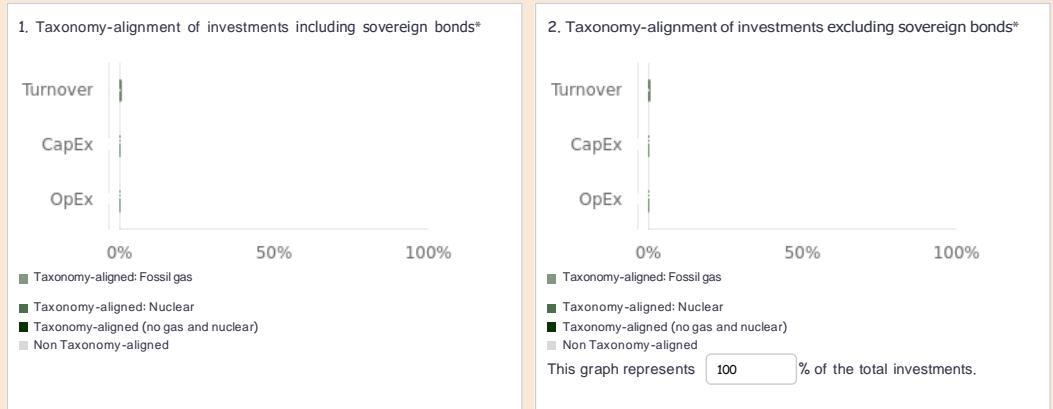 1. Taxonomy-alignment of investments including sovereign bonds*
Turnover
CapEx
OpEx
0% 50% 100%
Taxonomy-aligned: Fossil gas
Taxonomy-aligned: Nuclear
Taxonomy-aligned (no gas and nuclear)
Non Taxonomy-aligned
2. Taxonomy-alignment of investments excluding sovereign bonds*
Turnover
CapEx
OpEx
0% 50% 100%
Taxonomy-aligned: Fossil gas
Taxonomy-aligned: Nuclear
Taxonomy-aligned (no gas and nuclear)
Non Taxonomy-aligned
This graph represents 100 % of the total investments.